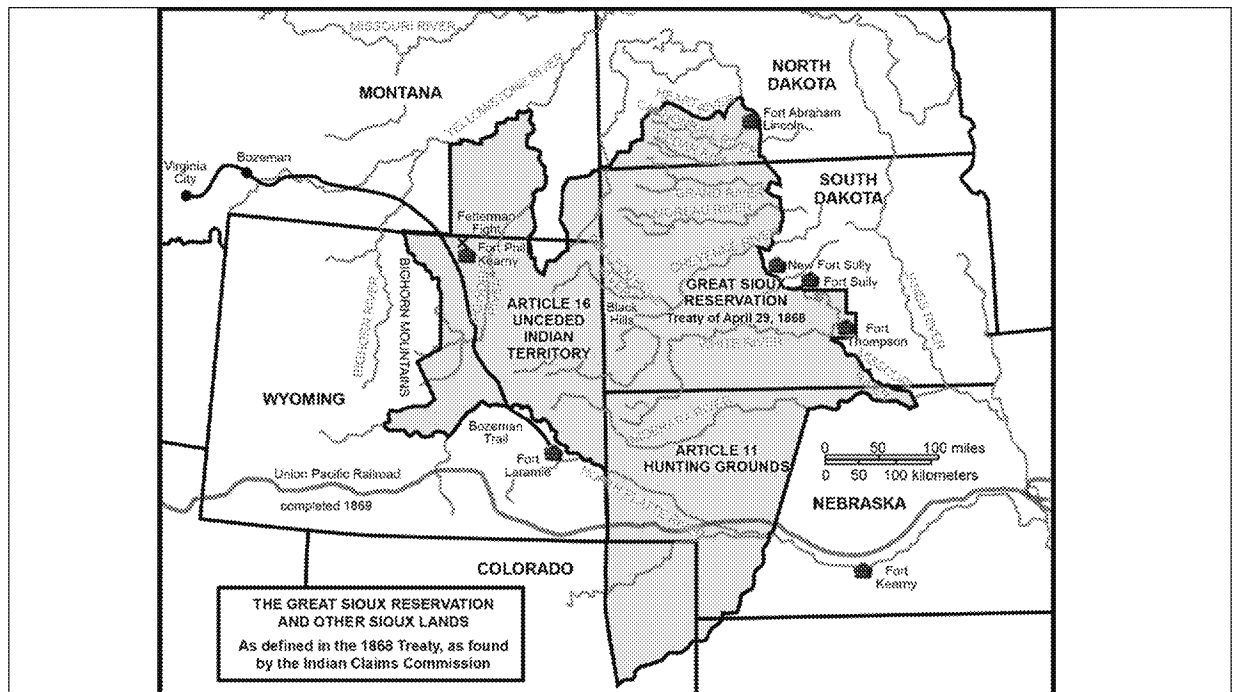 MISSOURI RIVER
MONTANA
YELLOWSTONE RIVER
NORTH
DAKOTA
Fort Abraham
Lincoln
Virginia
City
Bozeman
SOUTH
DAKOTA
GRAND RIVER
Fetterman
Fight
Fort Phil
Kearny
CHEYENNE RIVER
New Fort Sully
Fort Sully
BIGHORN MOUNTAINS
BIGHORN RIVER
ARTICLE 16
UNCEDED
INDIAN
TERRITORY
Black
Hills
GREAT SIOUX
RESERVATION
Treaty of April 29, 1868
Fort
Thompson
WHITE RIVER
WYOMING
Bozeman
Trail
Fort
Laramie
ARTICLE 11
HUNTING GROUNDS
0 50 100 miles
0 50 100 kilometers
Union Pacific Railroad
completed 1869
NEBRASKA
COLORADO
Fort
Kearny
THE GREAT SIOUX RESERVATION
AND OTHER SIOUX LANDS
As defined in the 1868 Treaty, as found
by the Indian Claims Commission